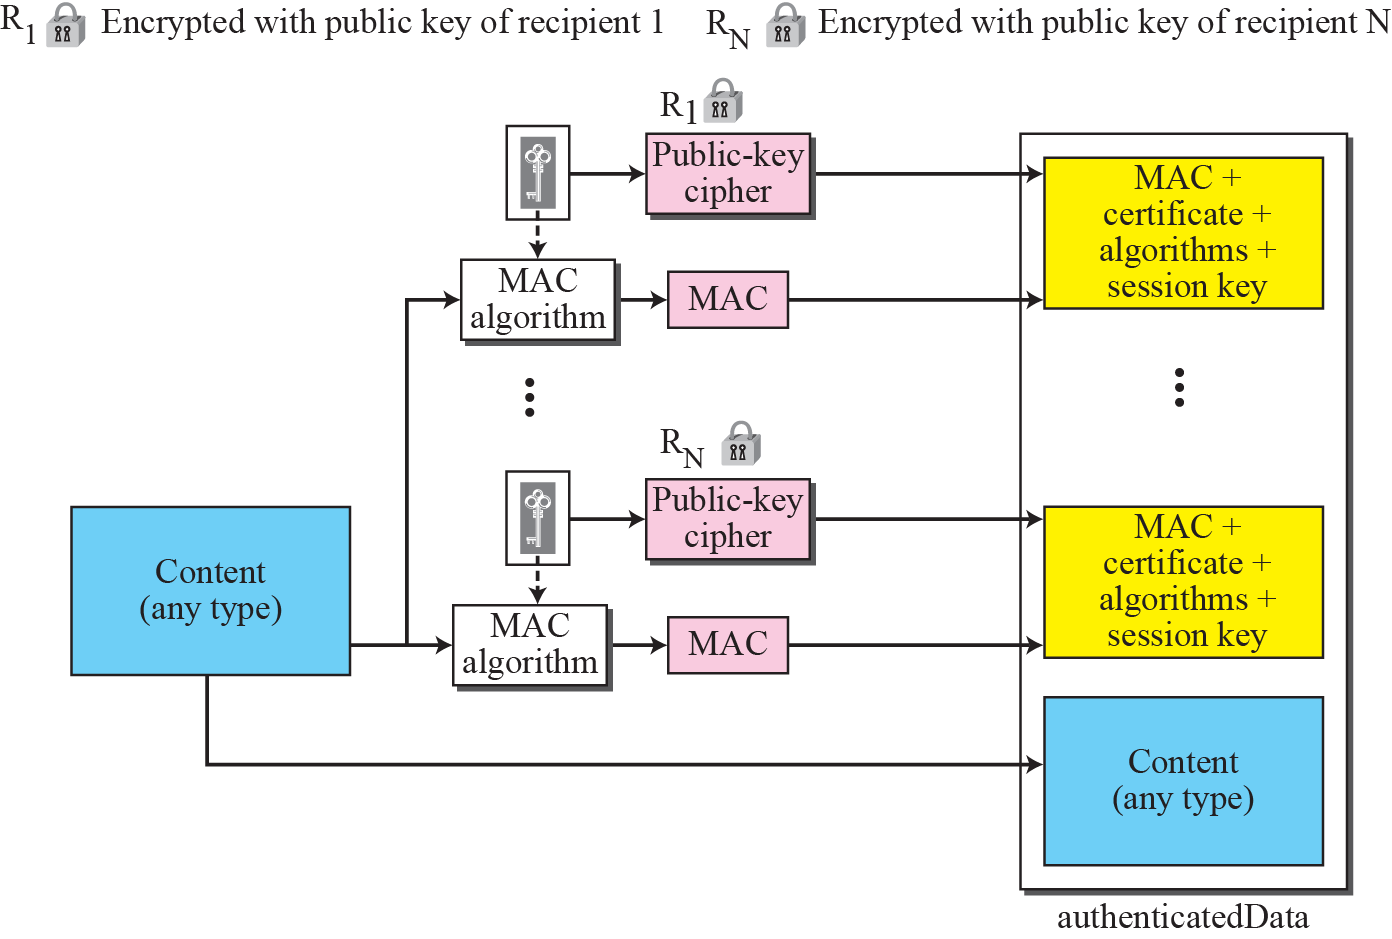 R1 Encrypted with public key of recipient 1 RN Encrypted with public key of recipient N
R1
Public-key
cipher
MAC +
certificate +
algorithms +
session key
MAC
algorithm
MAC
RN
Public-key
cipher
MAC +
certificate +
algorithms +
session key
Content
(any type)
MAC
algorithm
MAC
Content
(any type)
authenticatedData